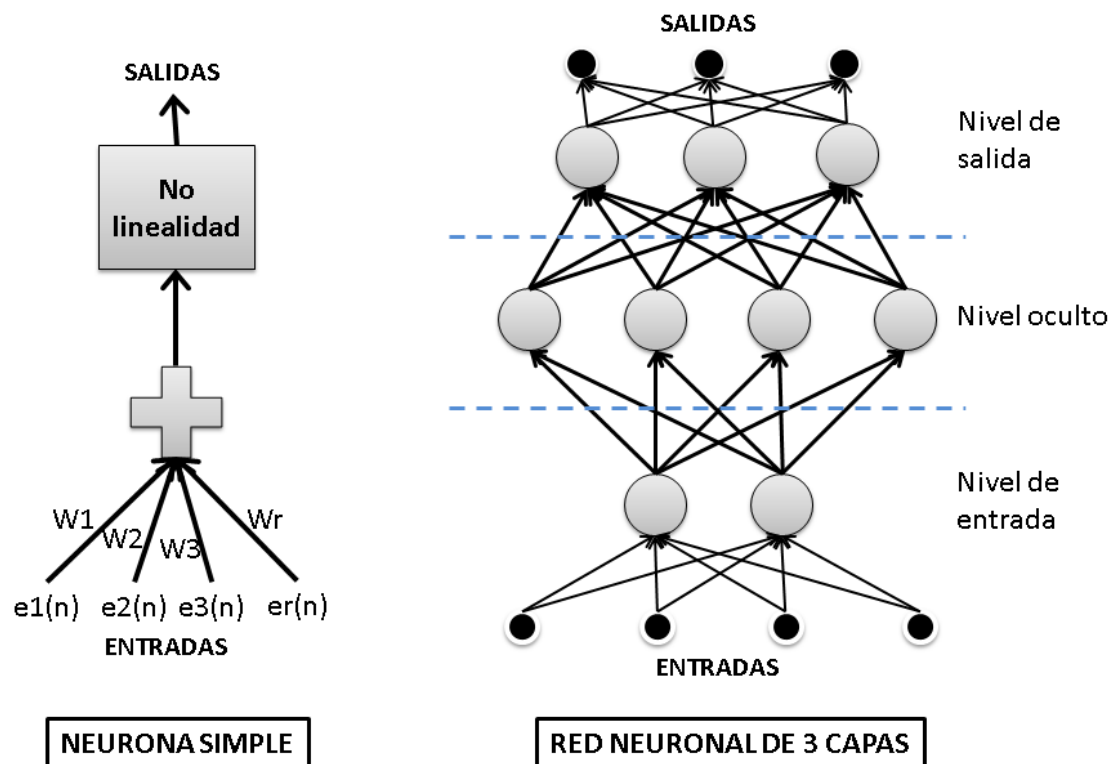 SALIDAS
No
linealidad
W1
W2
W3
Wr
e1(n) e2(n) e3(n) er(n)
ENTRADAS
NEURONA SIMPLE
SALIDAS
Nivel de
salida
Nivel oculto
Nivel de
entrada
ENTRADAS
RED NEURONAL DE 3 CAPAS